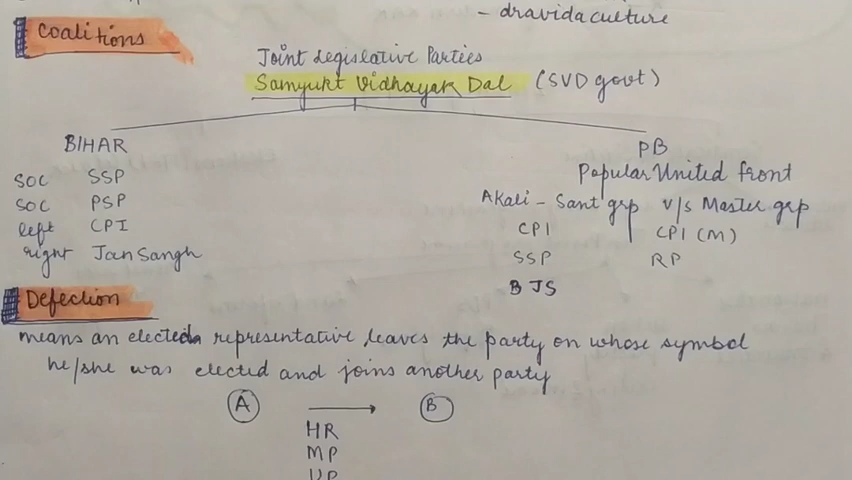 - dravida culture
Coalitions
Joint Legislative Parties
Samyukt Vidhayak Dal (SVD govt)
BIHAR
SOC SSP
SOC PSP
left CPI
right Jan Sangh
PB
Popular United front
Akali - Sant grp v/s Master grp
CPI CPI (M)
SSP RP
BJS
Defection
means an elected representative leaves the party on whose symbol
he/she was elected and joins another party
A → B
HR
MP
UP